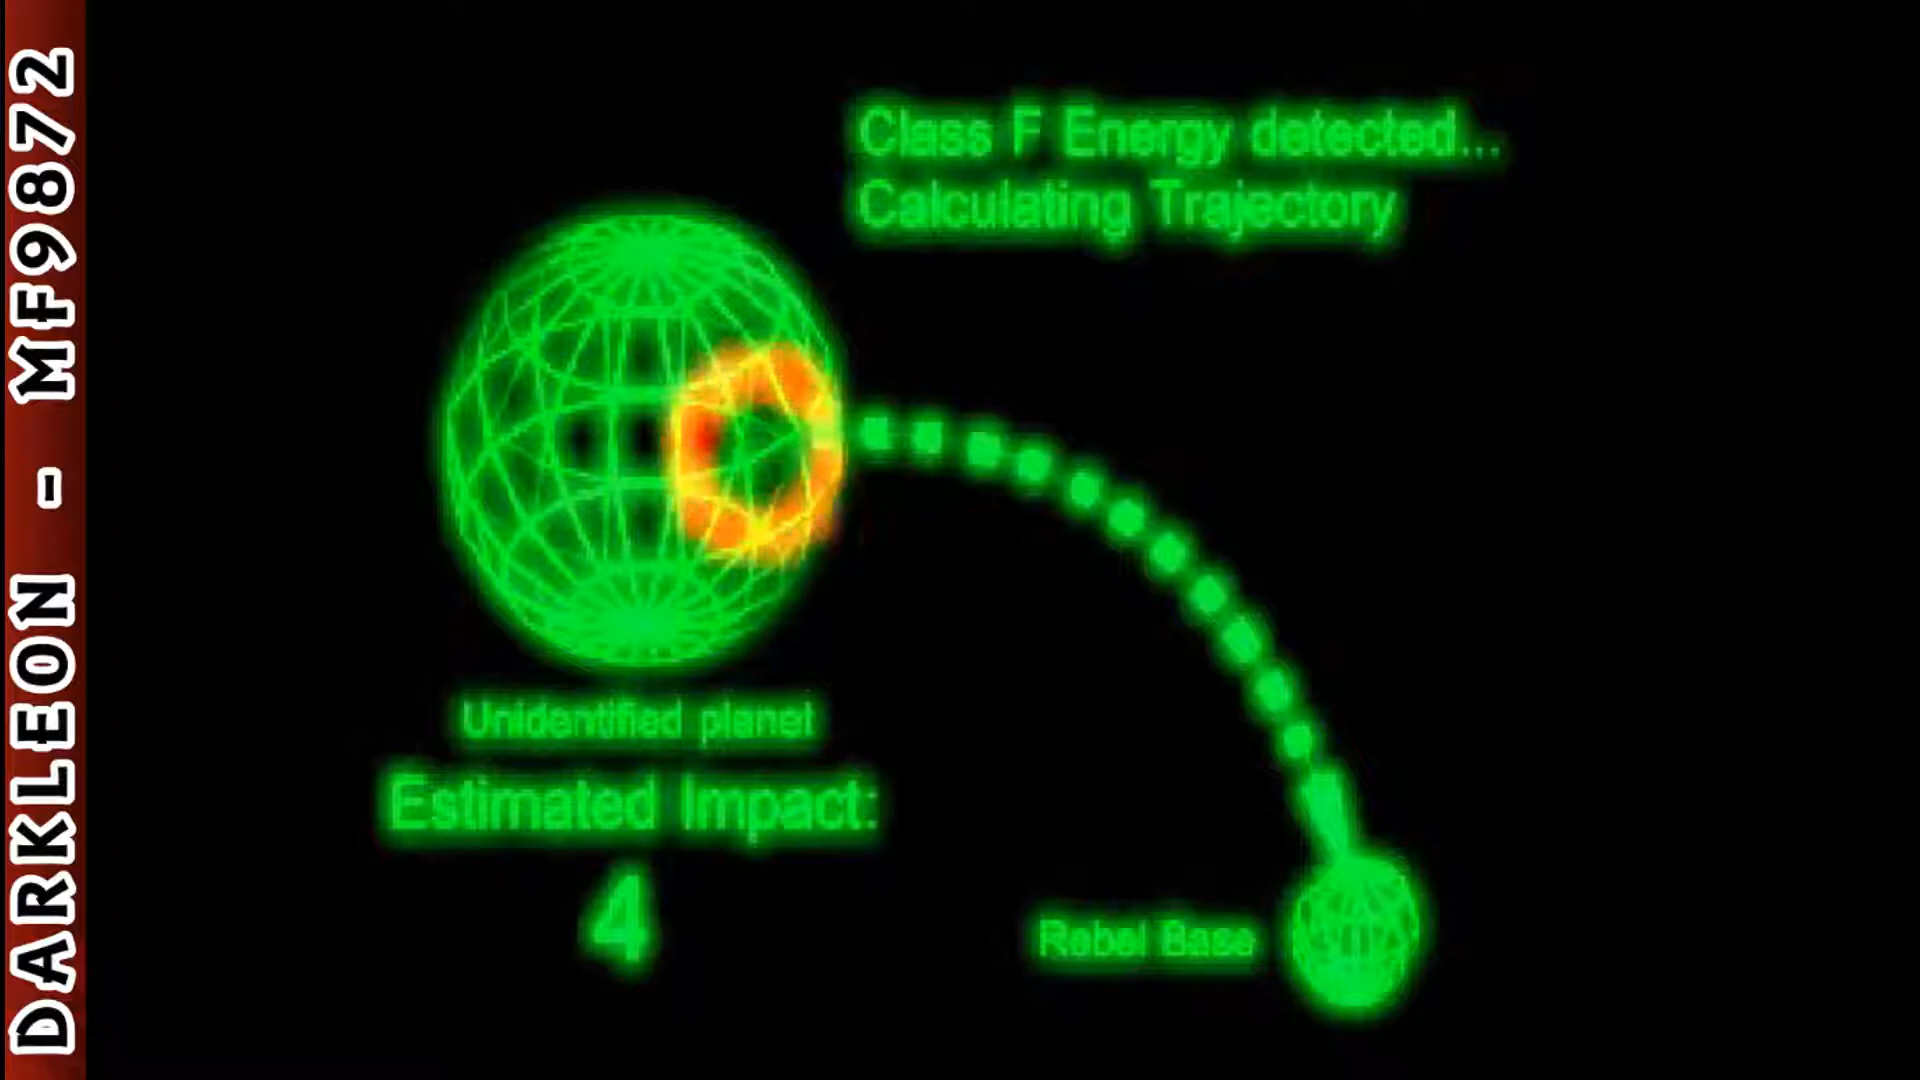 DARKLEON - MF9872
Class F Energy detected...
Calculating Trajectory
Unidentified planet
Estimated Impact:
4
Rebel Base